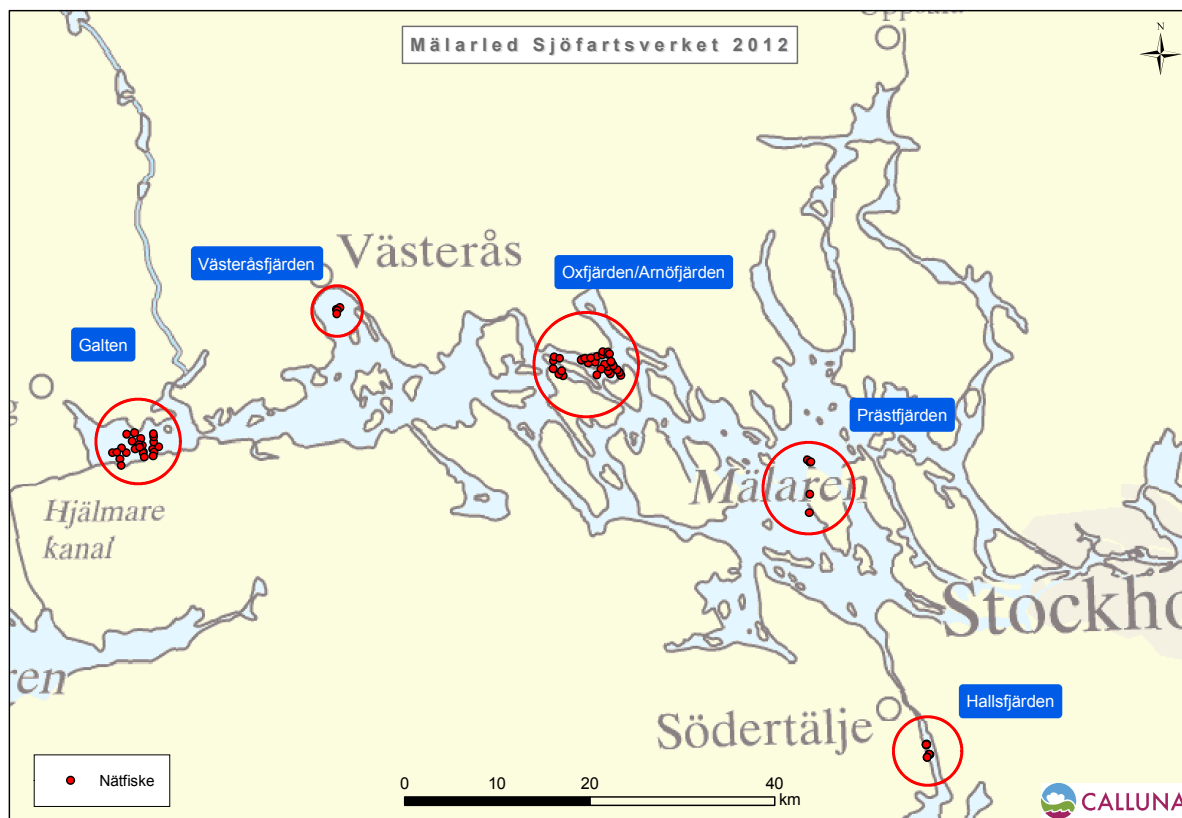 Uppsala
Mälarled Sjöfartsverket 2012
N
Västerås
Västeråsfjärden
Oxfjärden/Arnöfjärden
Galten
Prästfjärden
g
Mälaren
Hjälmare
kanal
Stockho
ren
Hallsfjärden
Södertälje
Nätfiske
0 20 40
km
CALLUNA